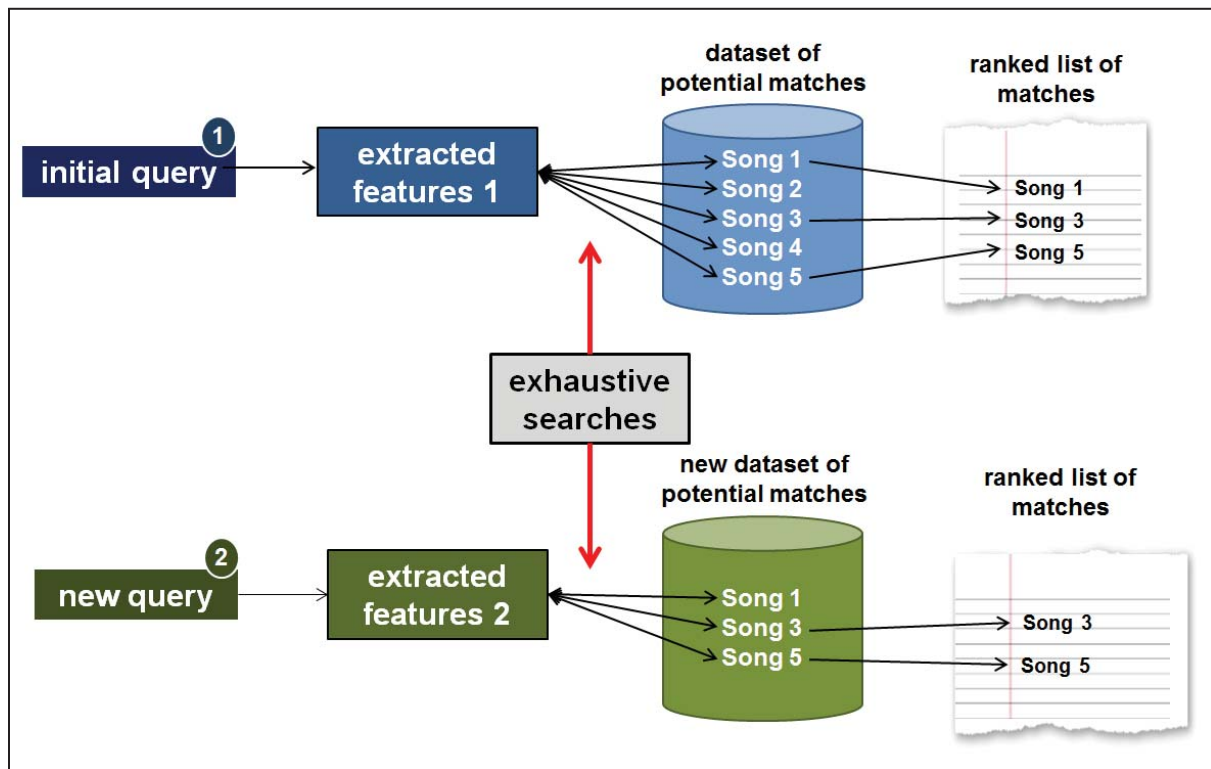 dataset of
potential matches
ranked list of
matches
1
initial query
extracted
features 1
Song 1
Song 2
Song 3
Song 4
Song 5
Song 1
Song 3
Song 5
exhaustive
searches
new dataset of
potential matches
ranked list of
matches
2
new query
extracted
features 2
Song 1
Song 3
Song 5
Song 3
Song 5